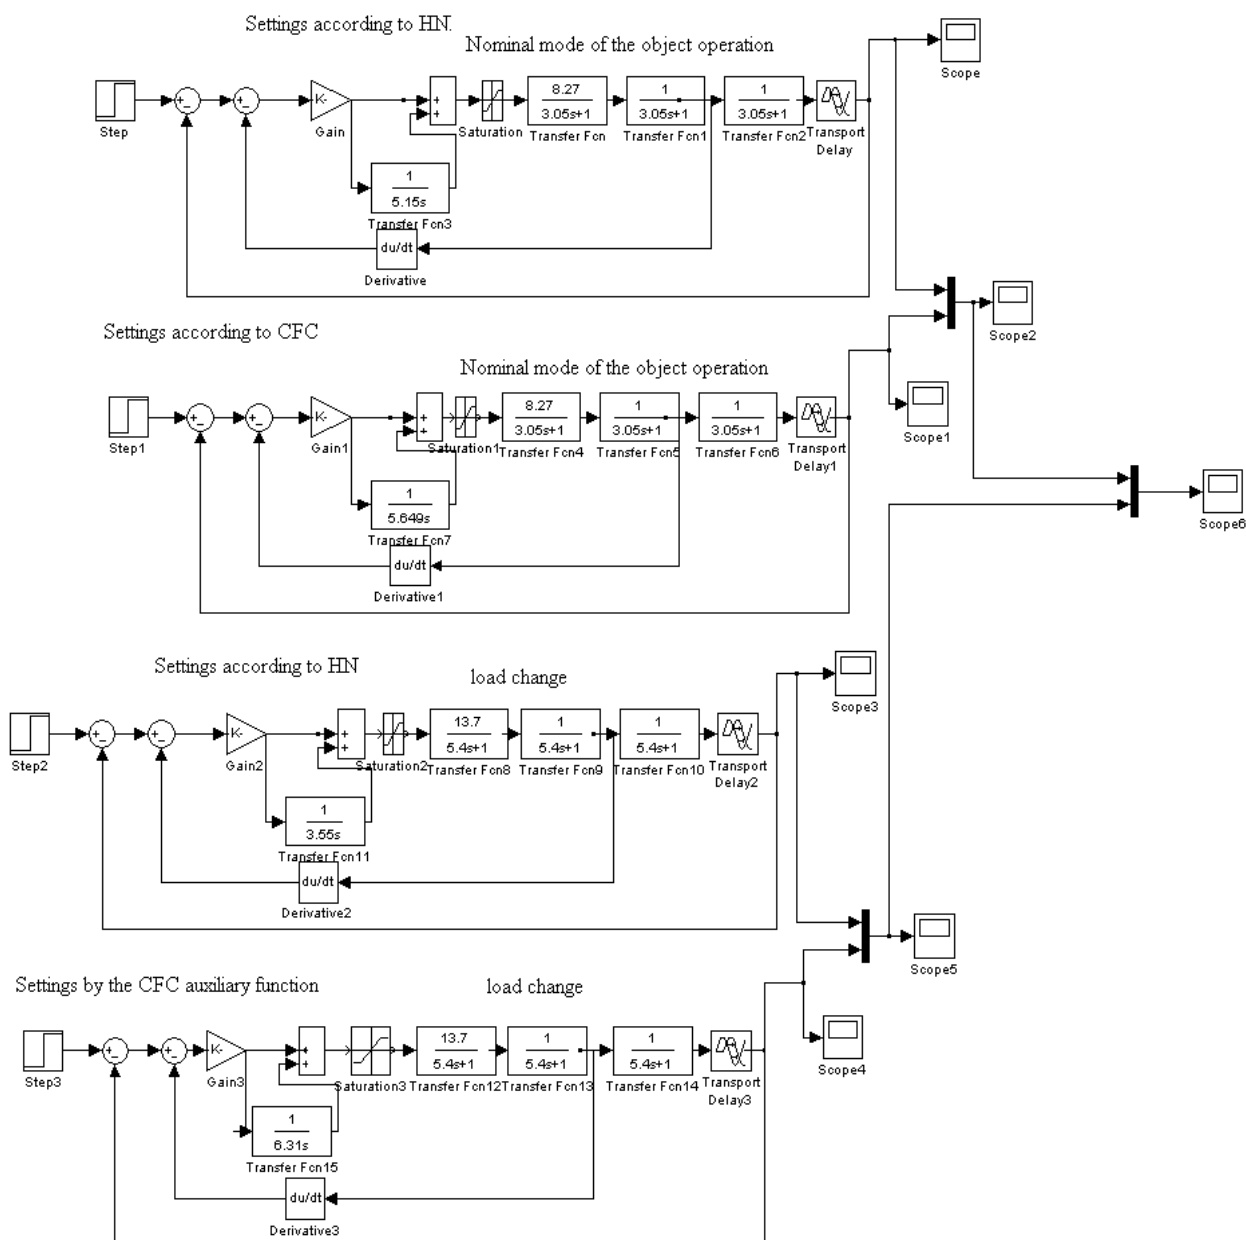 Settings according to HN.
Nominal mode of the object operation
Scope
Step
K-
Gain
+
+
Saturation
8.27
3.05s+1
Transfer Fcn
1
3.05s+1
Transfer Fcn1
1
3.05s+1
Transfer Fcn2
Transport
Delay
1
5.15s
Transfer Fcn3
du/dt
Derivative
Scope2
Settings according to CFC
Nominal mode of the object operation
Scope1
Step1
K-
Gain1
+
+
Saturation1
8.27
3.05s+1
Transfer Fcn4
1
3.05s+1
Transfer Fcn5
1
3.05s+1
Transfer Fcn6
Transport
Delay1
1
5.649s
Transfer Fcn7
du/dt
Derivative1
Scope6
Settings according to HN
load change
Scope3
Step2
K-
Gain2
+
+
Saturation2
13.7
5.4s+1
Transfer Fcn8
1
5.4s+1
Transfer Fcn9
1
5.4s+1
Transfer Fcn10
Transport
Delay2
1
3.55s
Transfer Fcn11
du/dt
Derivative2
Scope5
Settings by the CFC auxiliary function
load change
Scope4
Step3
K-
Gain3
+
+
Saturation3
13.7
5.4s+1
Transfer Fcn12
1
5.4s+1
Transfer Fcn13
1
5.4s+1
Transfer Fcn14
Transport
Delay3
1
6.31s
Transfer Fcn15
du/dt
Derivative3